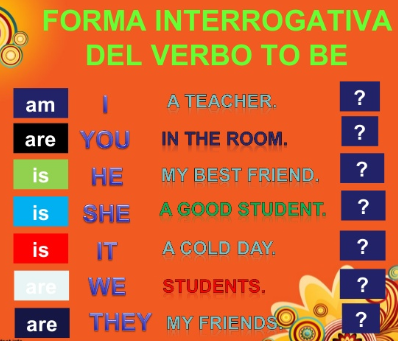 FORMA INTERROGATIVA
DEL VERBO TO BE
am I A TEACHER. ?
are YOU IN THE ROOM. ?
is HE MY BEST FRIEND. ?
is SHE A GOOD STUDENT. ?
is IT A COLD DAY. ?
are WE STUDENTS. ?
are THEY MY FRIENDS. ?